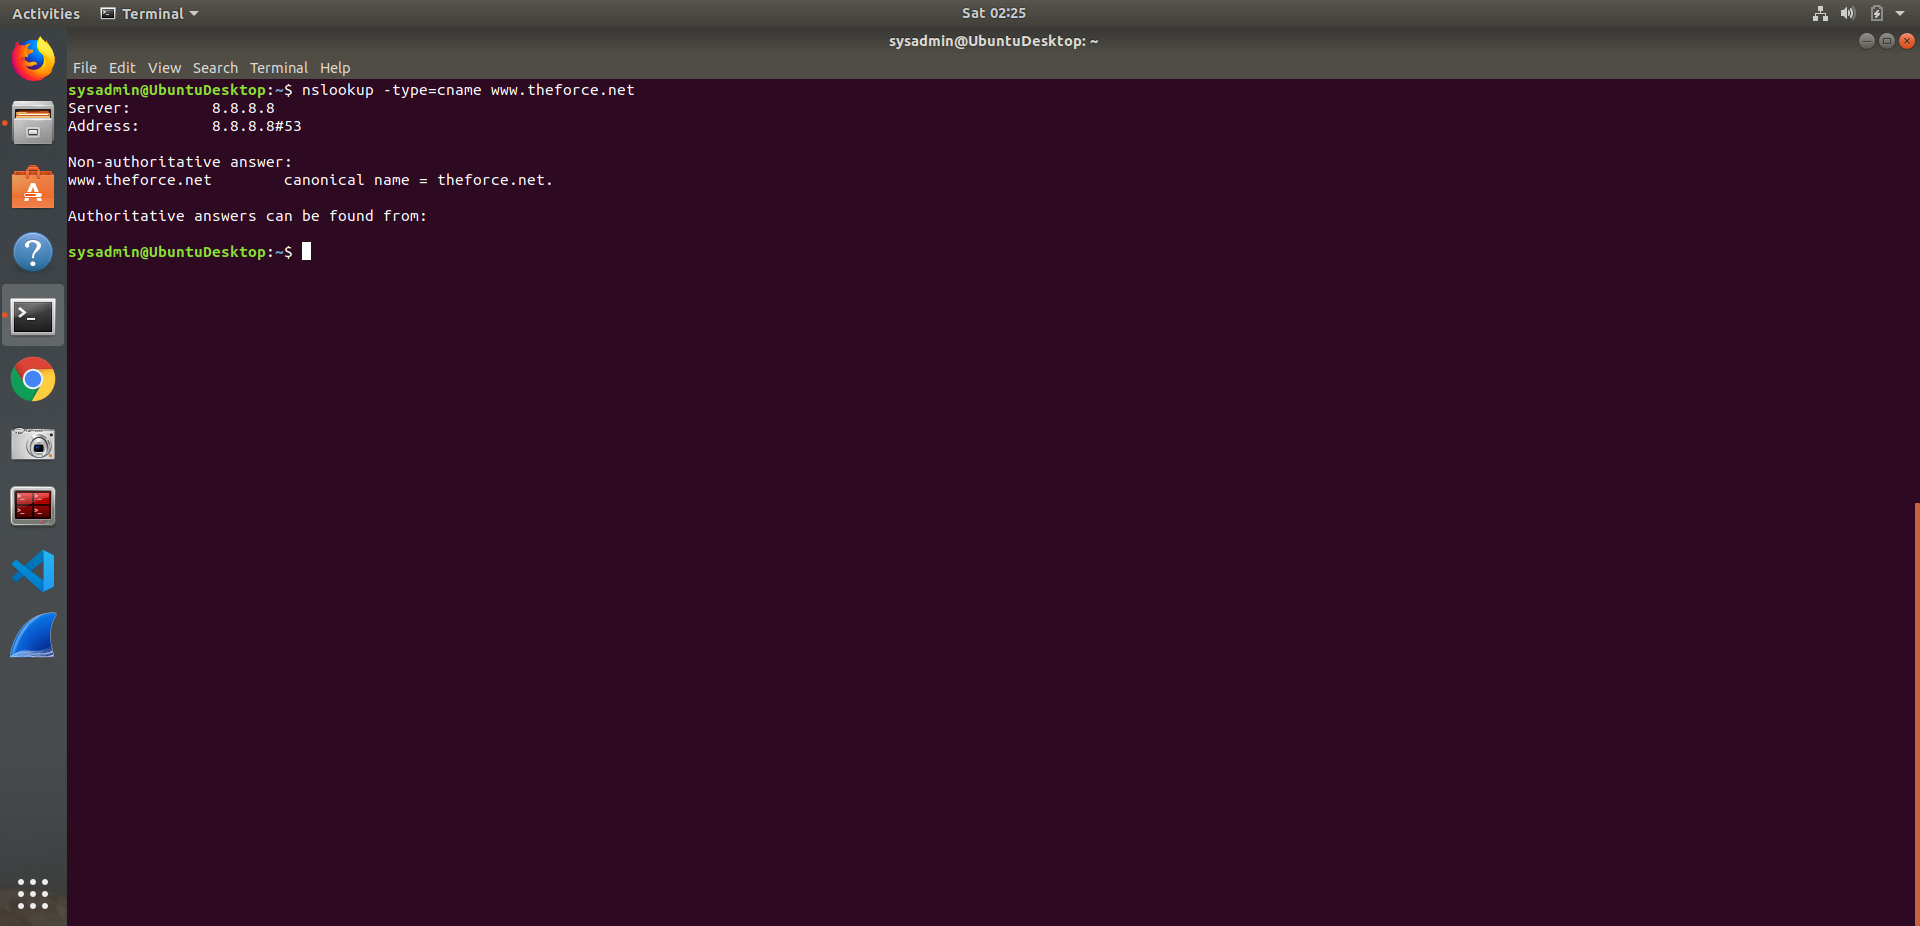 Activities Terminal Sat 02:25
sysadmin@UbuntuDesktop: ~
File Edit View Search Terminal Help
sysadmin@UbuntuDesktop:~$ nslookup -type=cname www.theforce.net
Server: 8.8.8.8
Address: 8.8.8.8#53
Non-authoritative answer:
www.theforce.net canonical name = theforce.net.
Authoritative answers can be found from:
sysadmin@UbuntuDesktop:~$